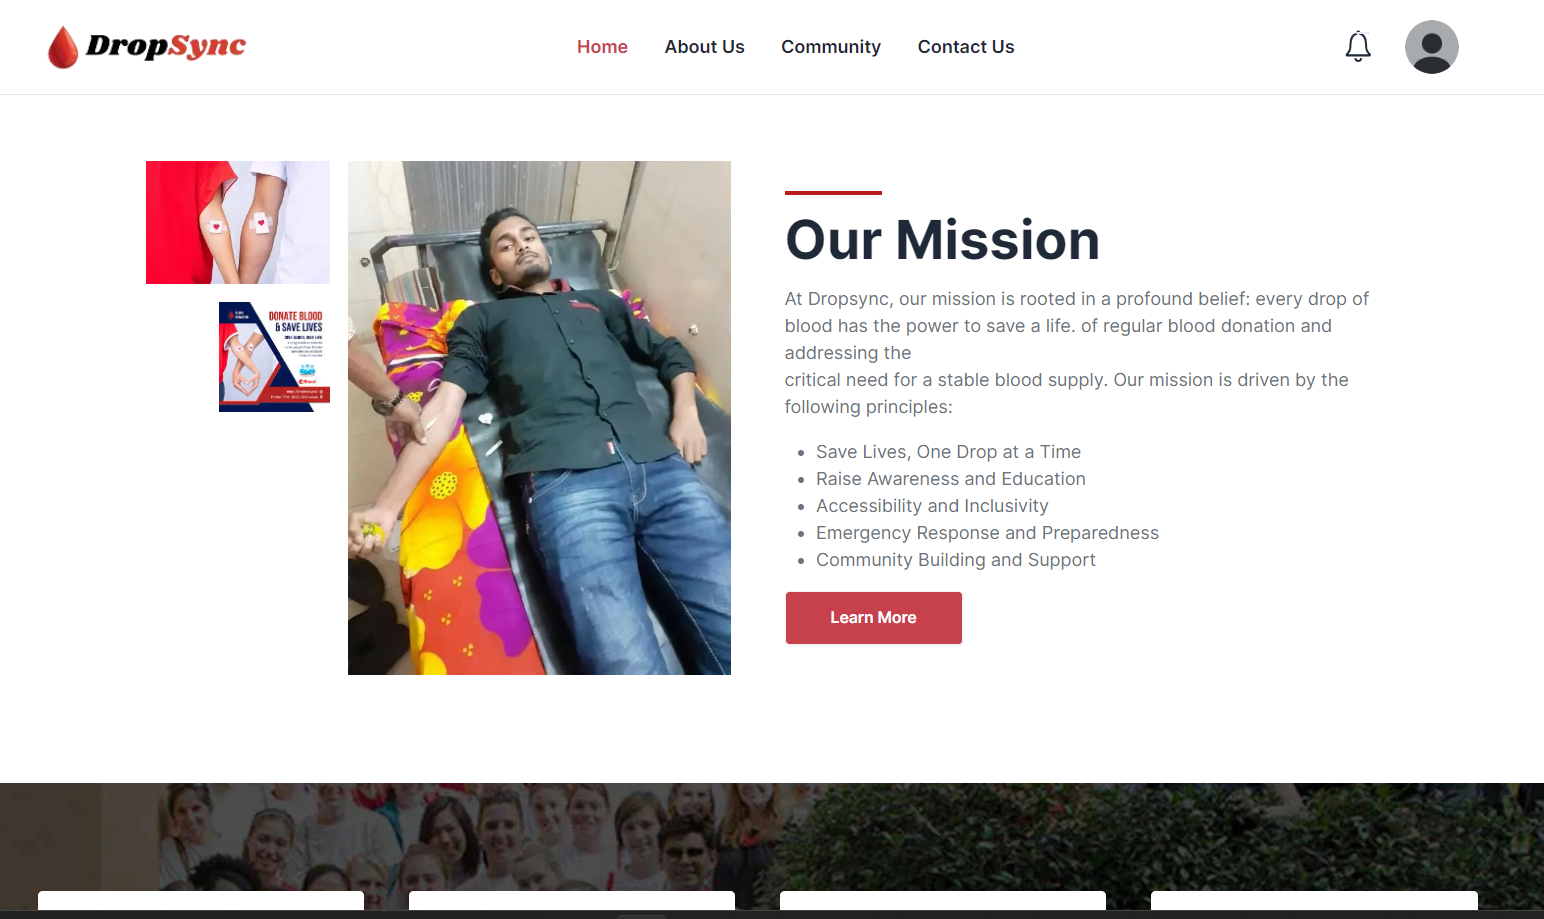 DropSync
Home
About Us
Community
Contact Us
DONATE BLOOD
& SAVE LIVES
Our Mission
At Dropsync, our mission is rooted in a profound belief: every drop of
blood has the power to save a life. of regular blood donation and
addressing the
critical need for a stable blood supply. Our mission is driven by the
following principles:
Save Lives, One Drop at a Time
Raise Awareness and Education
Accessibility and Inclusivity
Emergency Response and Preparedness
Community Building and Support
Learn More